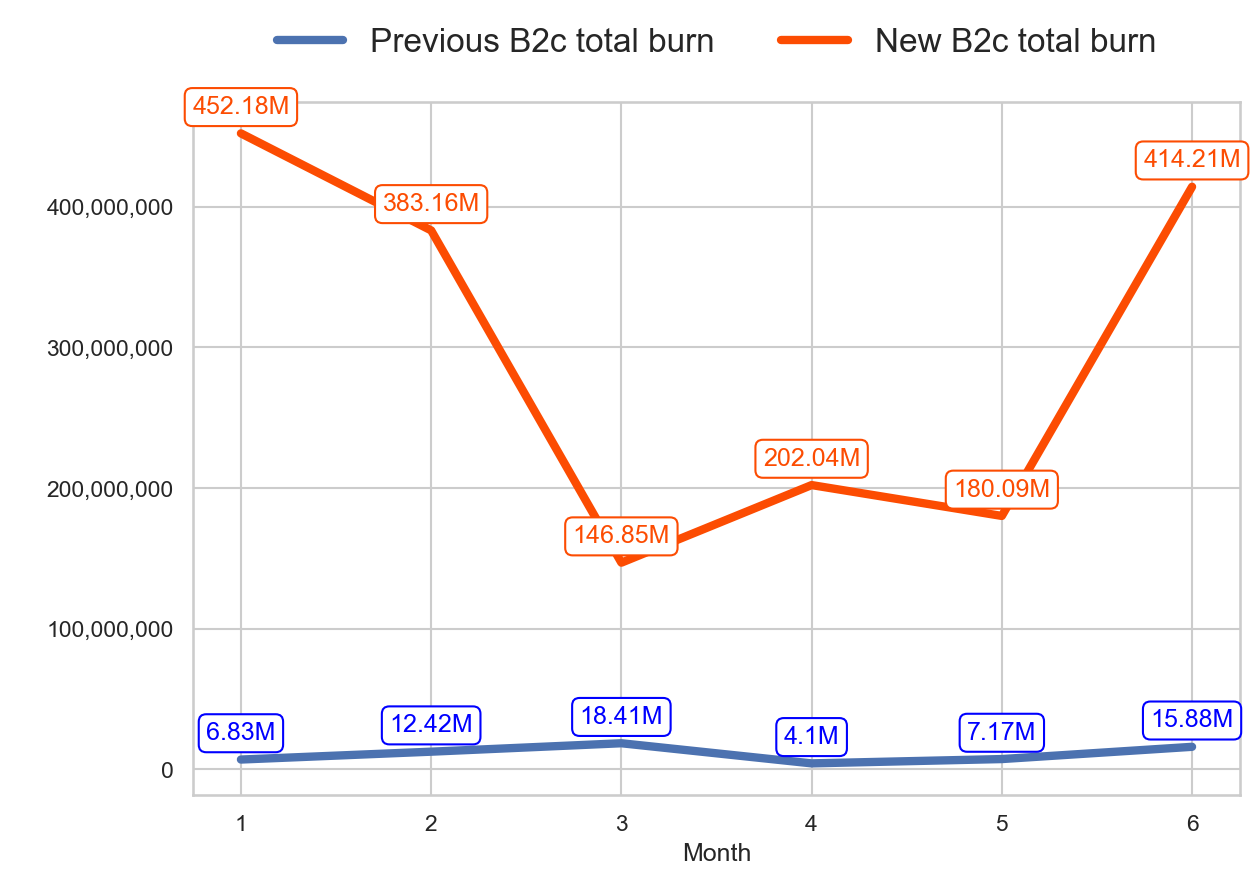 Previous B2c total burn New B2c total burn
452.18M
414.21M
383.16M
400,000,000
300,000,000
202.04M
180.09M
200,000,000
146.85M
100,000,000
6.83M 12.42M 18.41M 4.1M 7.17M 15.88M
0
1 2 3 4 5 6
Month